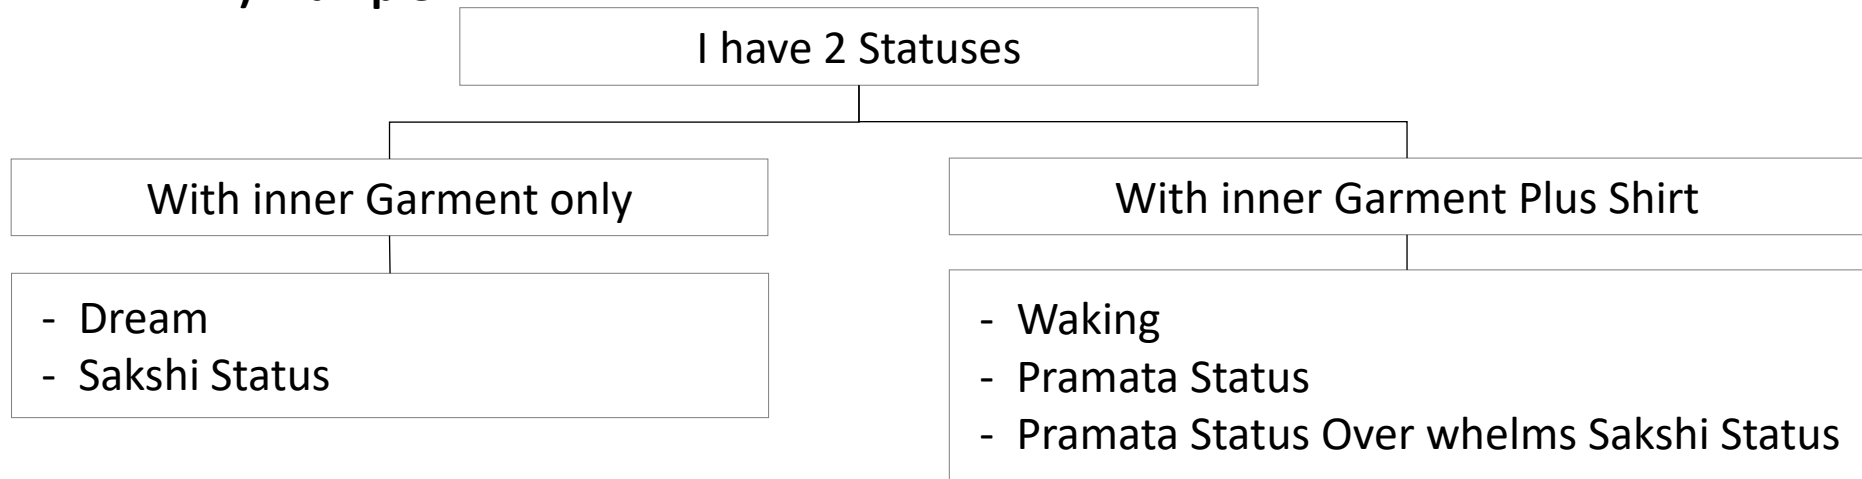 I have 2 Statuses
With inner Garment only
With inner Garment Plus Shirt
- Dream
- Sakshi Status
- Waking
- Pramata Status
- Pramata Status Over whelms Sakshi Status